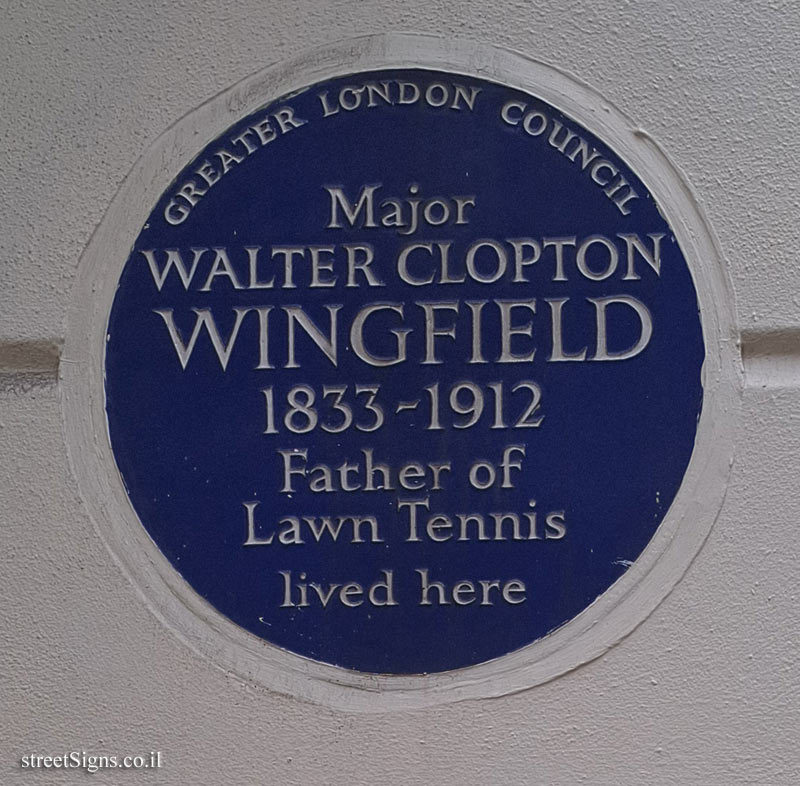 GREATER LONDON COUNCIL
Major
WALTER CLOPTON
WINGFIELD
1833-1912
Father of
Lawn Tennis
lived here
streetSigns.co.il